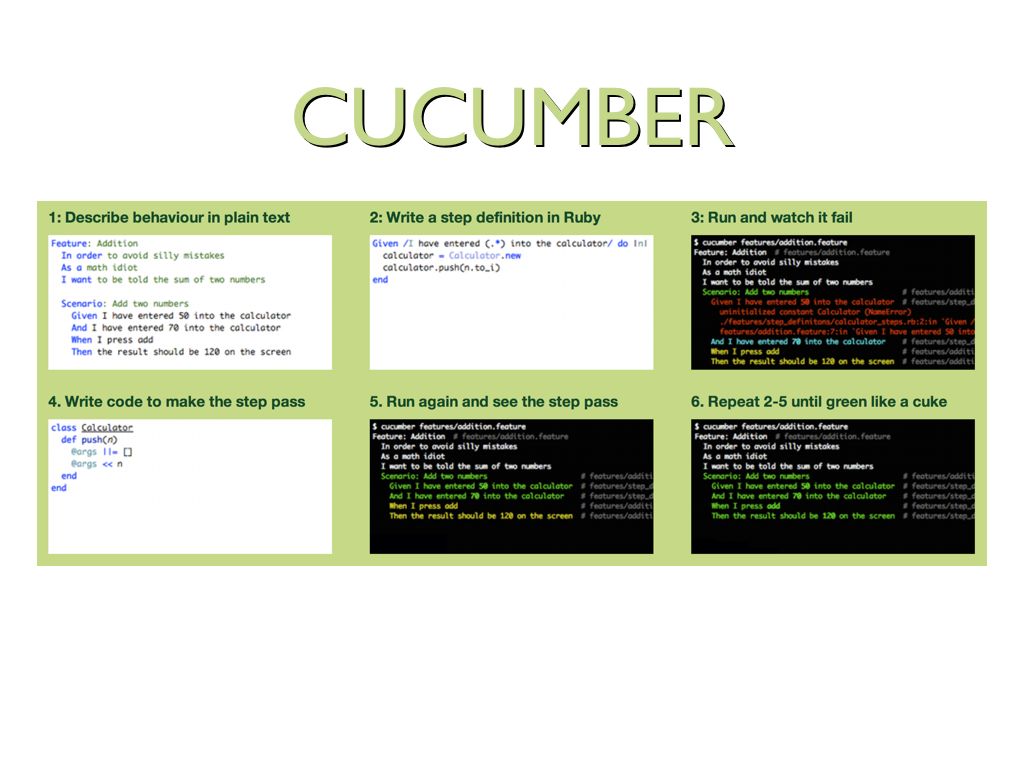 CUCUMBER
1: Describe behaviour in plain text
Feature: Addition
In order to avoid silly mistakes
As a math idiot
I want to be told the sum of two numbers
Scenario: Add two numbers
Given I have entered 50 into the calculator
And I have entered 70 into the calculator
When I press add
Then the result should be 120 on the screen
2: Write a step definition in Ruby
Given /I have entered (.*) into the calculator/ do |n|
calculator = Calculator.new
calculator.push(n.to_i)
end
3: Run and watch it fail
$ cucumber features/addition.feature
Feature: Addition # features/addition.feature
In order to avoid silly mistakes
As a math idiot
I want to be told the sum of two numbers
Scenario: Add two numbers # features/additi
Given I have entered 50 into the calculator # features/step_d
uninitialized constant Calculator (NameError)
./features/step_definitons/calculator_steps.rb:2:in `Given /
features/addition.feature:7:in `Given I have entered 50 into
And I have entered 70 into the calculator # features/step_d
When I press add # features/additi
Then the result should be 120 on the screen # features/additi
4. Write code to make the step pass
class Calculator
def push(n)
@args ||= []
@args << n
end
end
5. Run again and see the step pass
$ cucumber features/addition.feature
Feature: Addition # features/addition.feature
In order to avoid silly mistakes
As a math idiot
I want to be told the sum of two numbers
Scenario: Add two numbers # features/additi
Given I have entered 50 into the calculator # features/step_d
And I have entered 70 into the calculator # features/step_d
When I press add # features/additi
Then the result should be 120 on the screen # features/additi
6. Repeat 2-5 until green like a cuke
$ cucumber features/addition.feature
Feature: Addition # features/addition.feature
In order to avoid silly mistakes
As a math idiot
I want to be told the sum of two numbers
Scenario: Add two numbers # features/additi
Given I have entered 50 into the calculator # features/step_d
And I have entered 70 into the calculator # features/step_d
When I press add # features/step_d
Then the result should be 120 on the screen # features/step_d